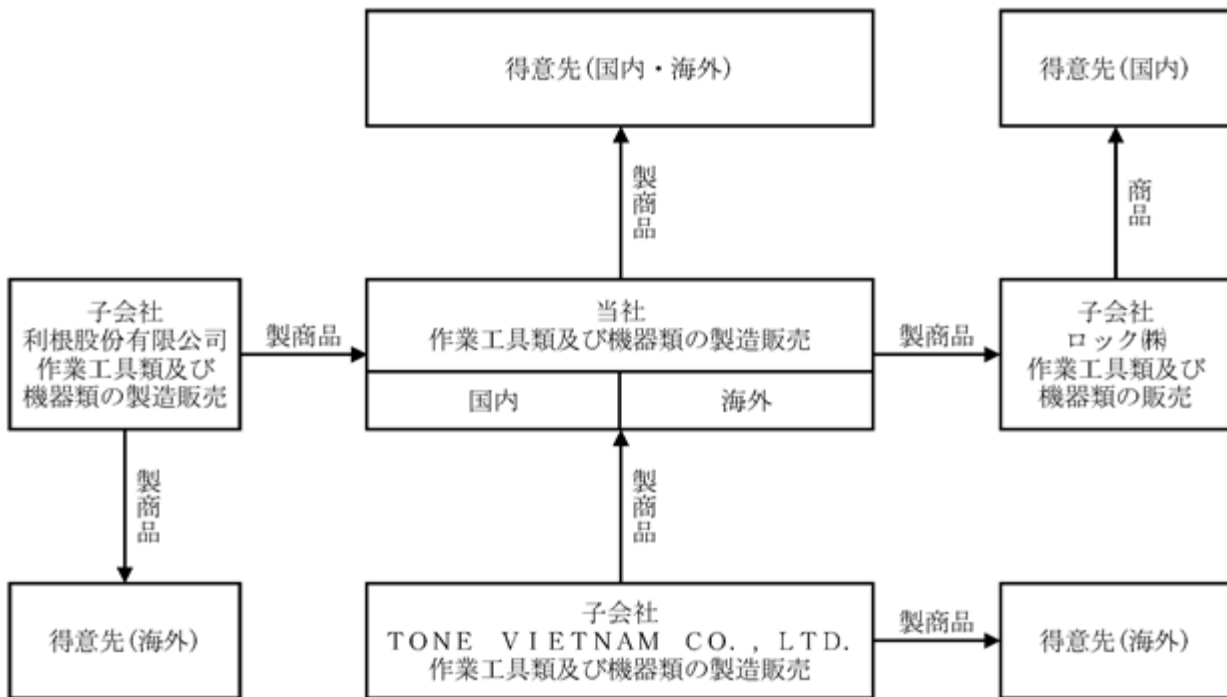 得意先(国内・海外)
得意先(国内)
製商品
商品
子会社
利根股份有限公司
作業工具類及び
機器類の製造販売
製商品
当社
作業工具類及び機器類の製造販売
国内
海外
製商品
子会社
ロック㈱
作業工具類及び
機器類の販売
製商品
製商品
得意先(海外)
子会社
ＴＯＮＥ　ＶＩＥＴＮＡＭ　ＣＯ.，ＬＴＤ.
作業工具類及び機器類の製造販売
製商品
得意先(海外)